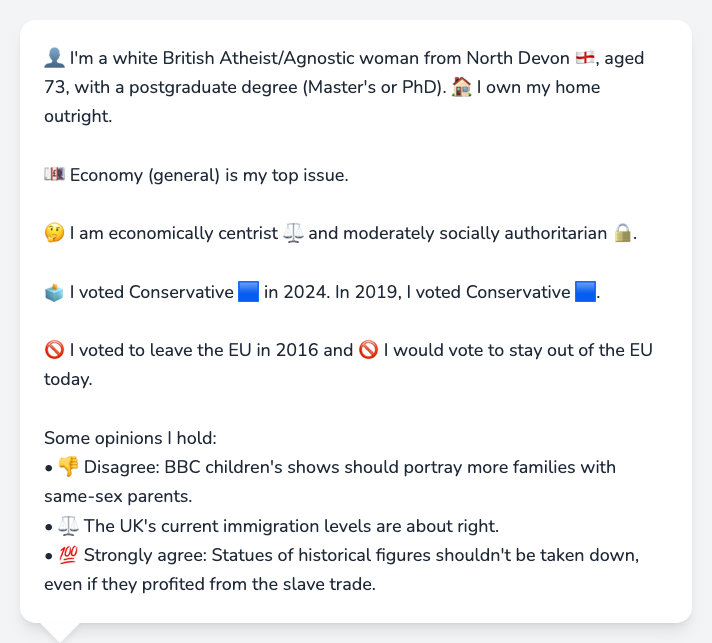 👤 I'm a white British Atheist/Agnostic woman from North Devon 🏴󠁧󠁢󠁥󠁮󠁧󠁿, aged
73, with a postgraduate degree (Master's or PhD). 🏠 I own my home
outright.
💷 Economy (general) is my top issue.
🤔 I am economically centrist ⚖️ and moderately socially authoritarian 🔒.
🗳️ I voted Conservative 🟦 in 2024. In 2019, I voted Conservative 🟦.
🚫 I voted to leave the EU in 2016 and 🚫 I would vote to stay out of the EU
today.
Some opinions I hold:
• 👎 Disagree: BBC children's shows should portray more families with
same-sex parents.
• ⚖️ The UK's current immigration levels are about right.
• 💯 Strongly agree: Statues of historical figures shouldn't be taken down,
even if they profited from the slave trade.